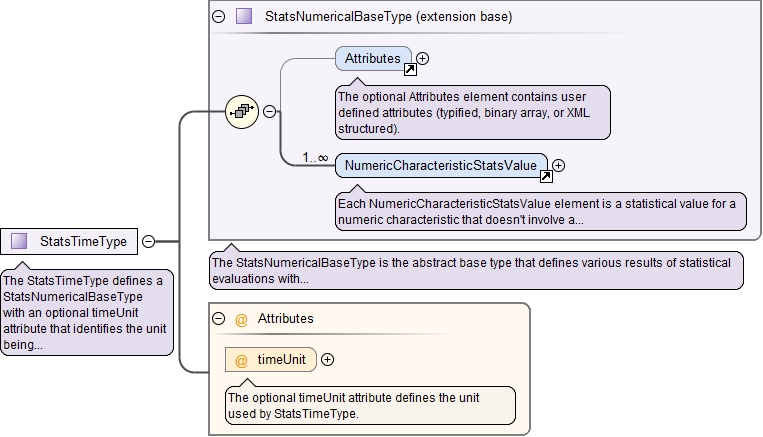 StatsNumericalBaseType (extension base)
Attributes
The optional Attributes element contains user
defined attributes (typified, binary array, or XML
structured).
1..∞
NumericCharacteristicStatsValue
Each NumericCharacteristicStatsValue element is a statistical value for a
numeric characteristic that doesn't involve a...
StatsTimeType
The StatsTimeType defines a
StatsNumericalBaseType
with an optional timeUnit
attribute that identifies the unit
being...
The StatsNumericalBaseType is the abstract base type that defines various results of statistical
evaluations with...
@ Attributes
@ timeUnit
The optional timeUnit attribute defines the unit
used by StatsTimeType.